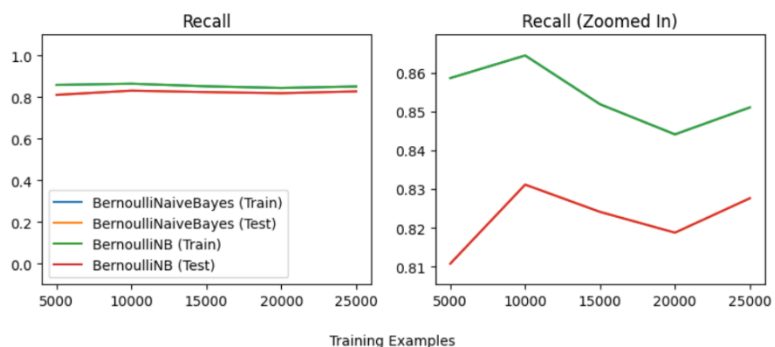 Recall
1.0
0.8
0.6
0.4
0.2
0.0
BernoulliNaiveBayes (Train)
BernoulliNaiveBayes (Test)
BernoulliNB (Train)
BernoulliNB (Test)
5000 10000 15000 20000 25000
Recall (Zoomed In)
0.86
0.85
0.84
0.83
0.82
0.81
5000 10000 15000 20000 25000
Training Examples